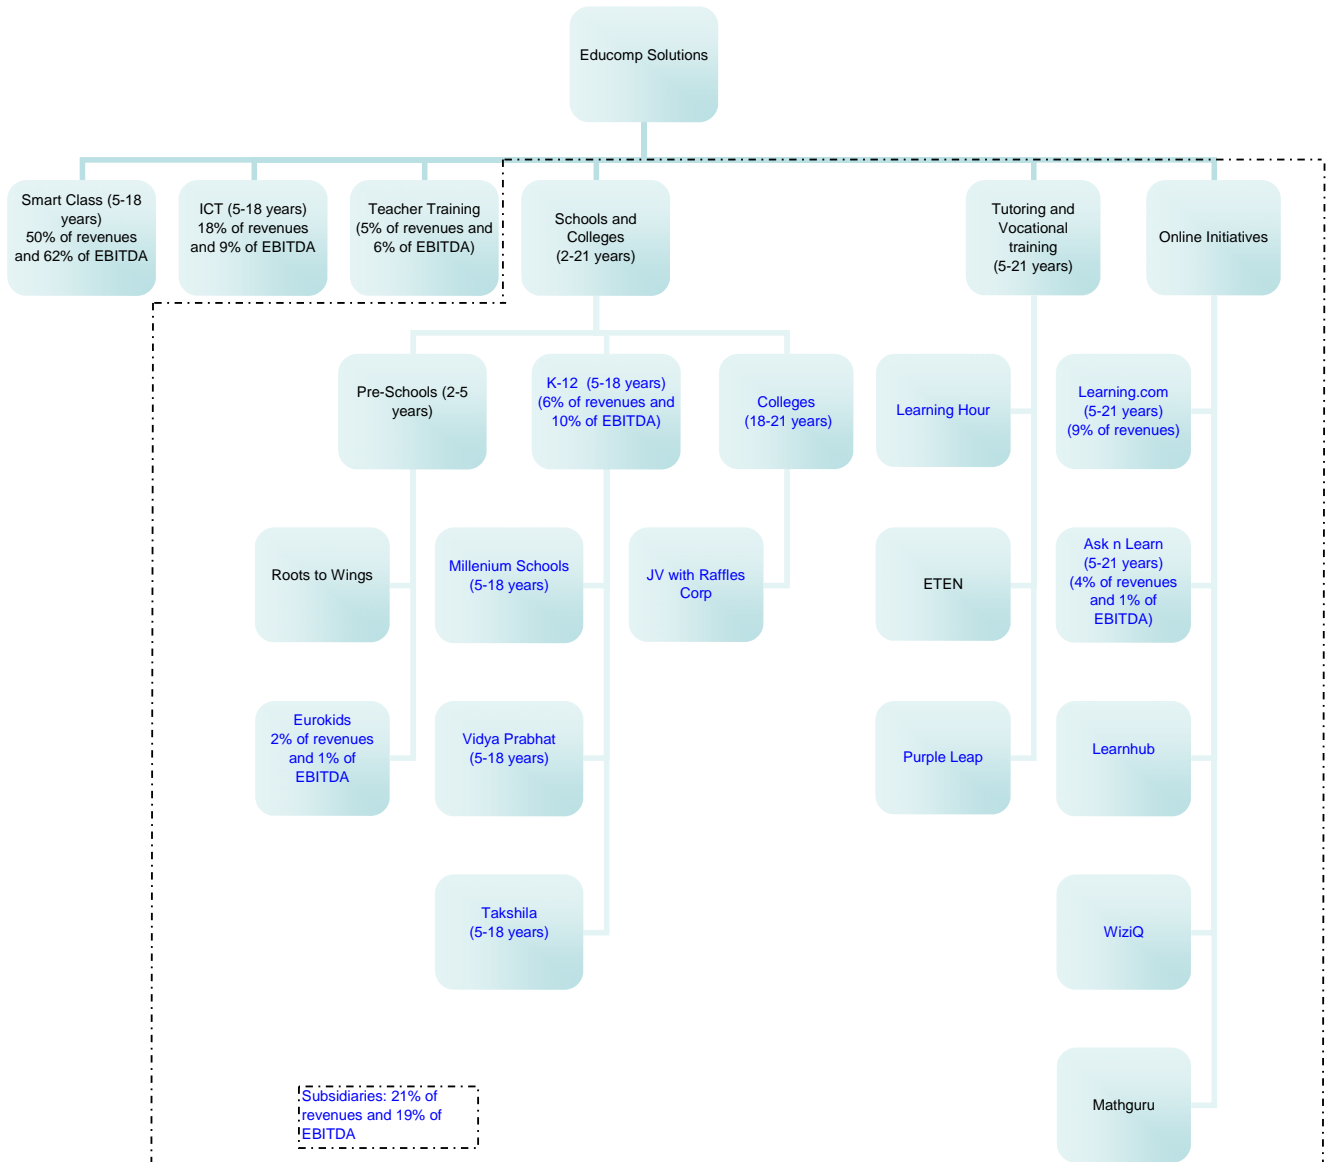 Educomp Solutions
Smart Class (5-18
years)
50% of revenues
and 62% of EBITDA
ICT (5-18 years)
18% of revenues
and 9% of EBITDA
Teacher Training
(5% of revenues and
6% of EBITDA)
Schools and
Colleges
(2-21 years)
Tutoring and
Vocational
training
(5-21 years)
Online Initiatives
Pre-Schools (2-5
years)
K-12  (5-18 years)
(6% of revenues and
10% of EBITDA)
Colleges
(18-21 years)
Learning Hour
Learning.com
(5-21 years)
(9% of revenues)
Roots to Wings
Millenium Schools
(5-18 years)
JV with Raffles
Corp
ETEN
Ask n Learn
(5-21 years)
(4% of revenues
and 1% of
EBITDA)
Eurokids
2% of revenues
and 1% of
EBITDA
Vidya Prabhat
(5-18 years)
Purple Leap
Learnhub
Takshila
(5-18 years)
WiziQ
Subsidiaries: 21% of
revenues and 19% of
EBITDA
Mathguru